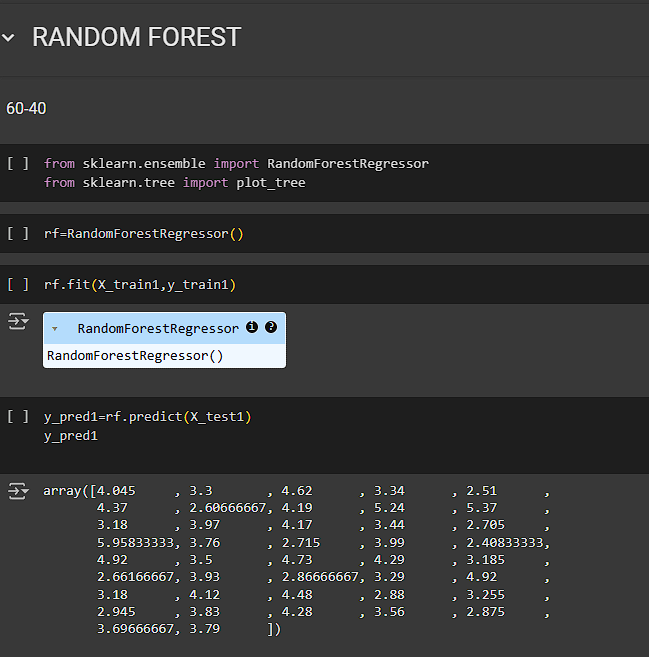 RANDOM FOREST
60-40
[ ] from sklearn.ensemble import RandomForestRegressor
from sklearn.tree import plot_tree
[ ] rf=RandomForestRegressor()
[ ] rf.fit(X_train1,y_train1)
RandomForestRegressor i ?
RandomForestRegressor()
[ ] y_pred1=rf.predict(X_test1)
y_pred1
array([4.045     , 3.3       , 4.62      , 3.34      , 2.51      ,
4.37      , 2.60666667, 4.19      , 5.24      , 5.37      ,
3.18      , 3.97      , 4.17      , 3.44      , 2.705     ,
5.95833333, 3.76      , 2.715     , 3.99      , 2.40833333,
4.92      , 3.5       , 4.73      , 4.29      , 3.185     ,
2.66166667, 3.93      , 2.86666667, 3.29      , 4.92      ,
3.18      , 4.12      , 4.48      , 2.88      , 3.255     ,
2.945     , 3.83      , 4.28      , 3.56      , 2.875     ,
3.69666667, 3.79      ])